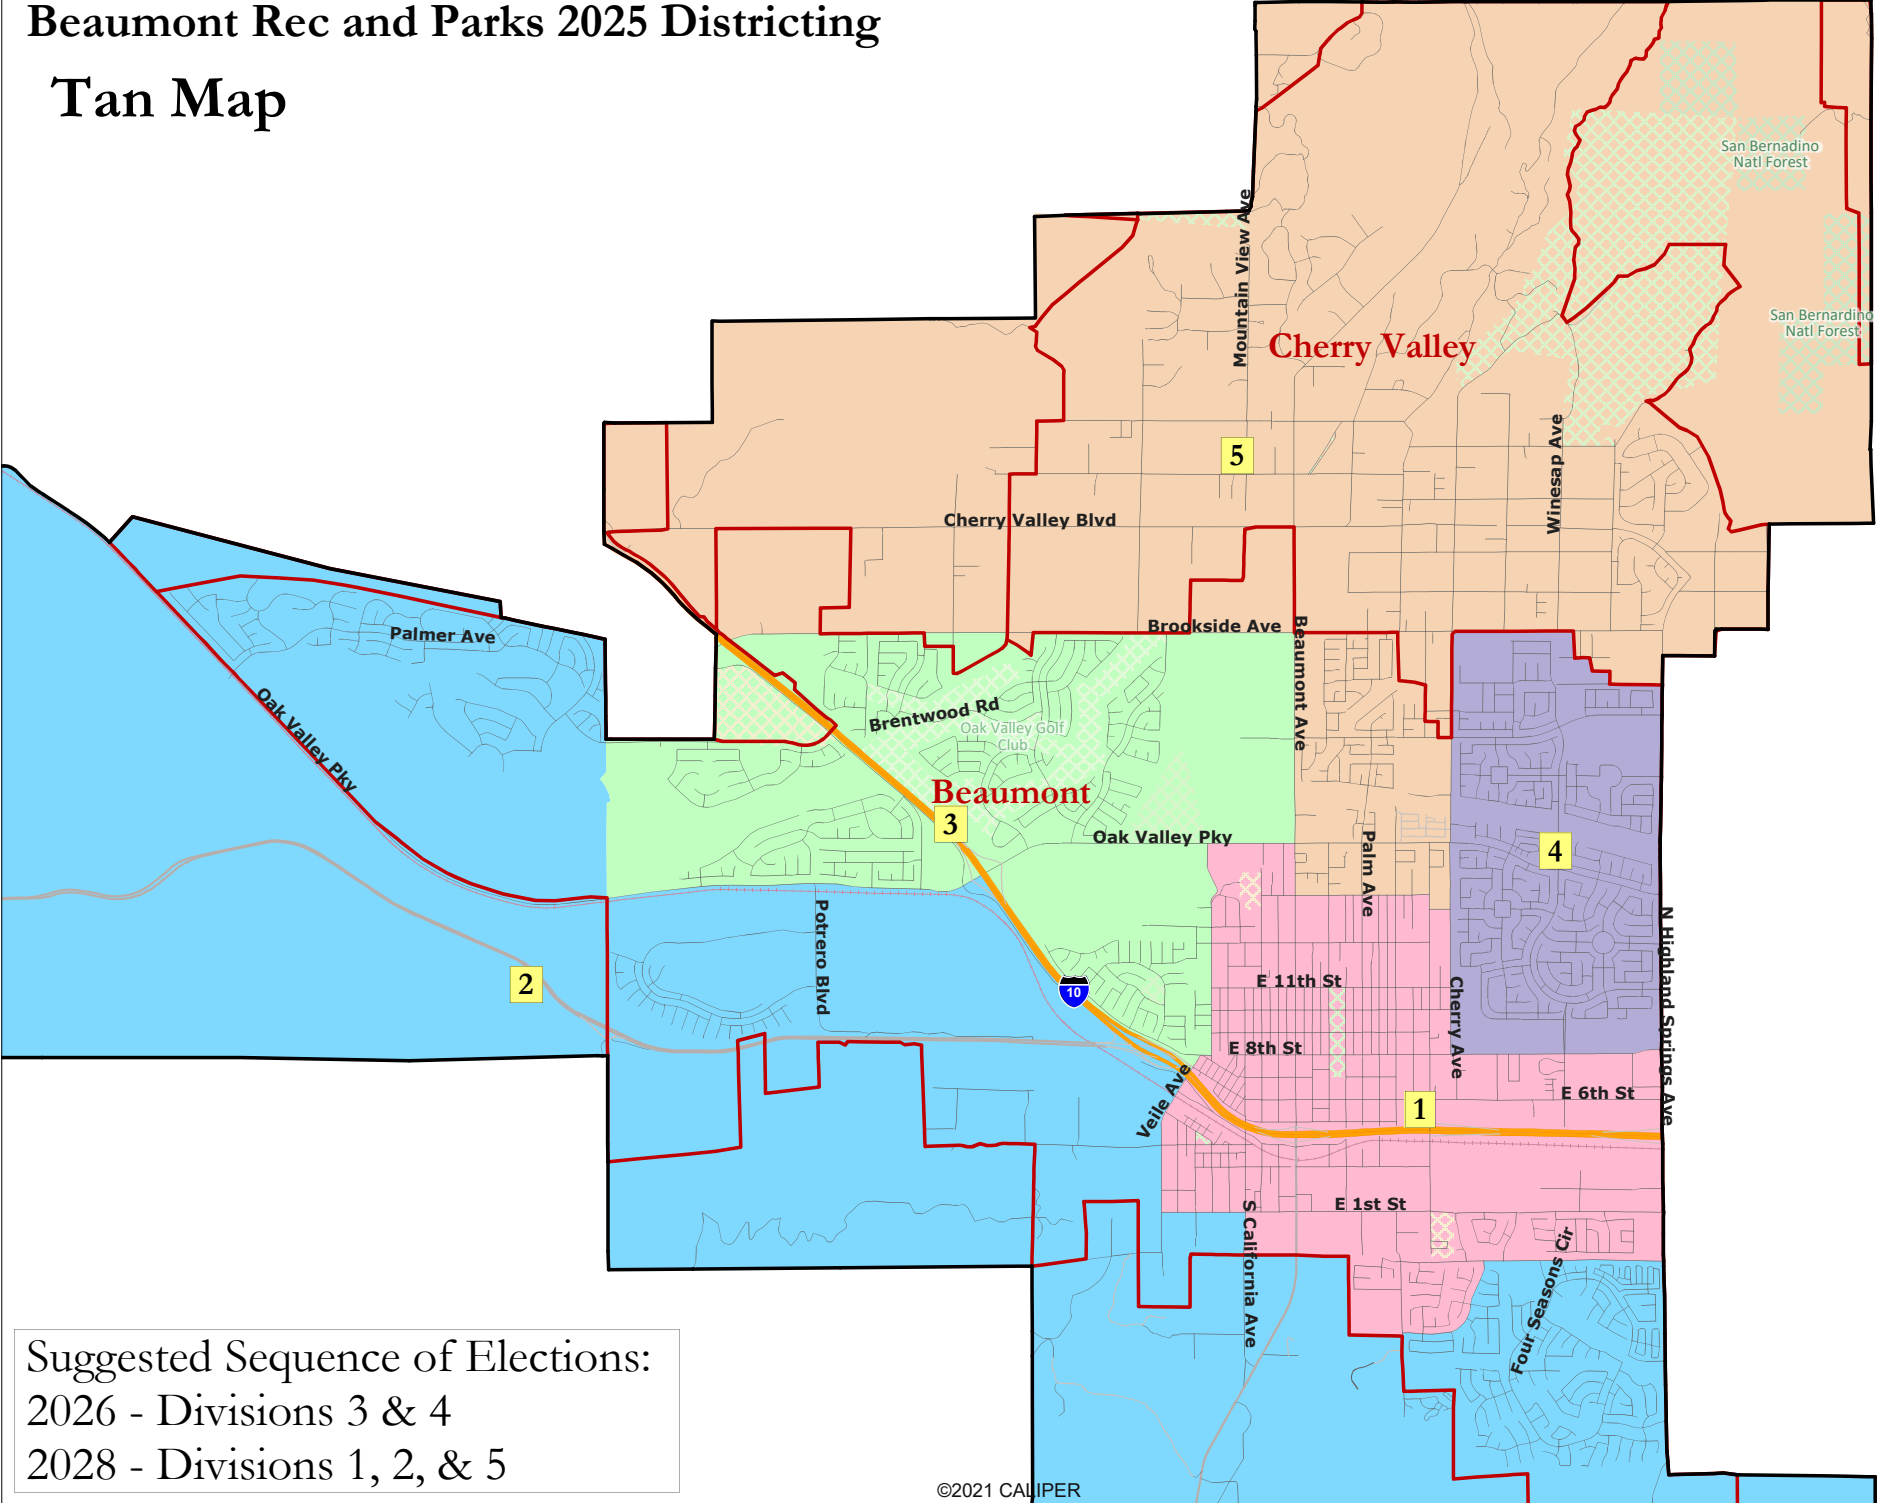 Beaumont Rec and Parks 2025 Districting
Tan Map
San Bernadino
Natl Forest
Mountain View Ave
San Bernardino
Natl Forest
Cherry Valley
5
Winesap Ave
Cherry Valley Blvd
Brookside Ave
Palmer Ave
Beaumont Ave
Oak Valley Pky
Brentwood Rd
Oak Valley Golf
Club
Beaumont
3
Oak Valley Pky
Palm Ave
4
Potrero Blvd
N Highland Springs Ave
2
10
E 11th St
Cherry Ave
E 8th St
Veile Ave
E 6th St
1
E 1st St
S California Ave
Four Seasons Cir
Suggested Sequence of Elections:
2026 - Divisions 3 & 4
2028 - Divisions 1, 2, & 5
©2021 CALIPER